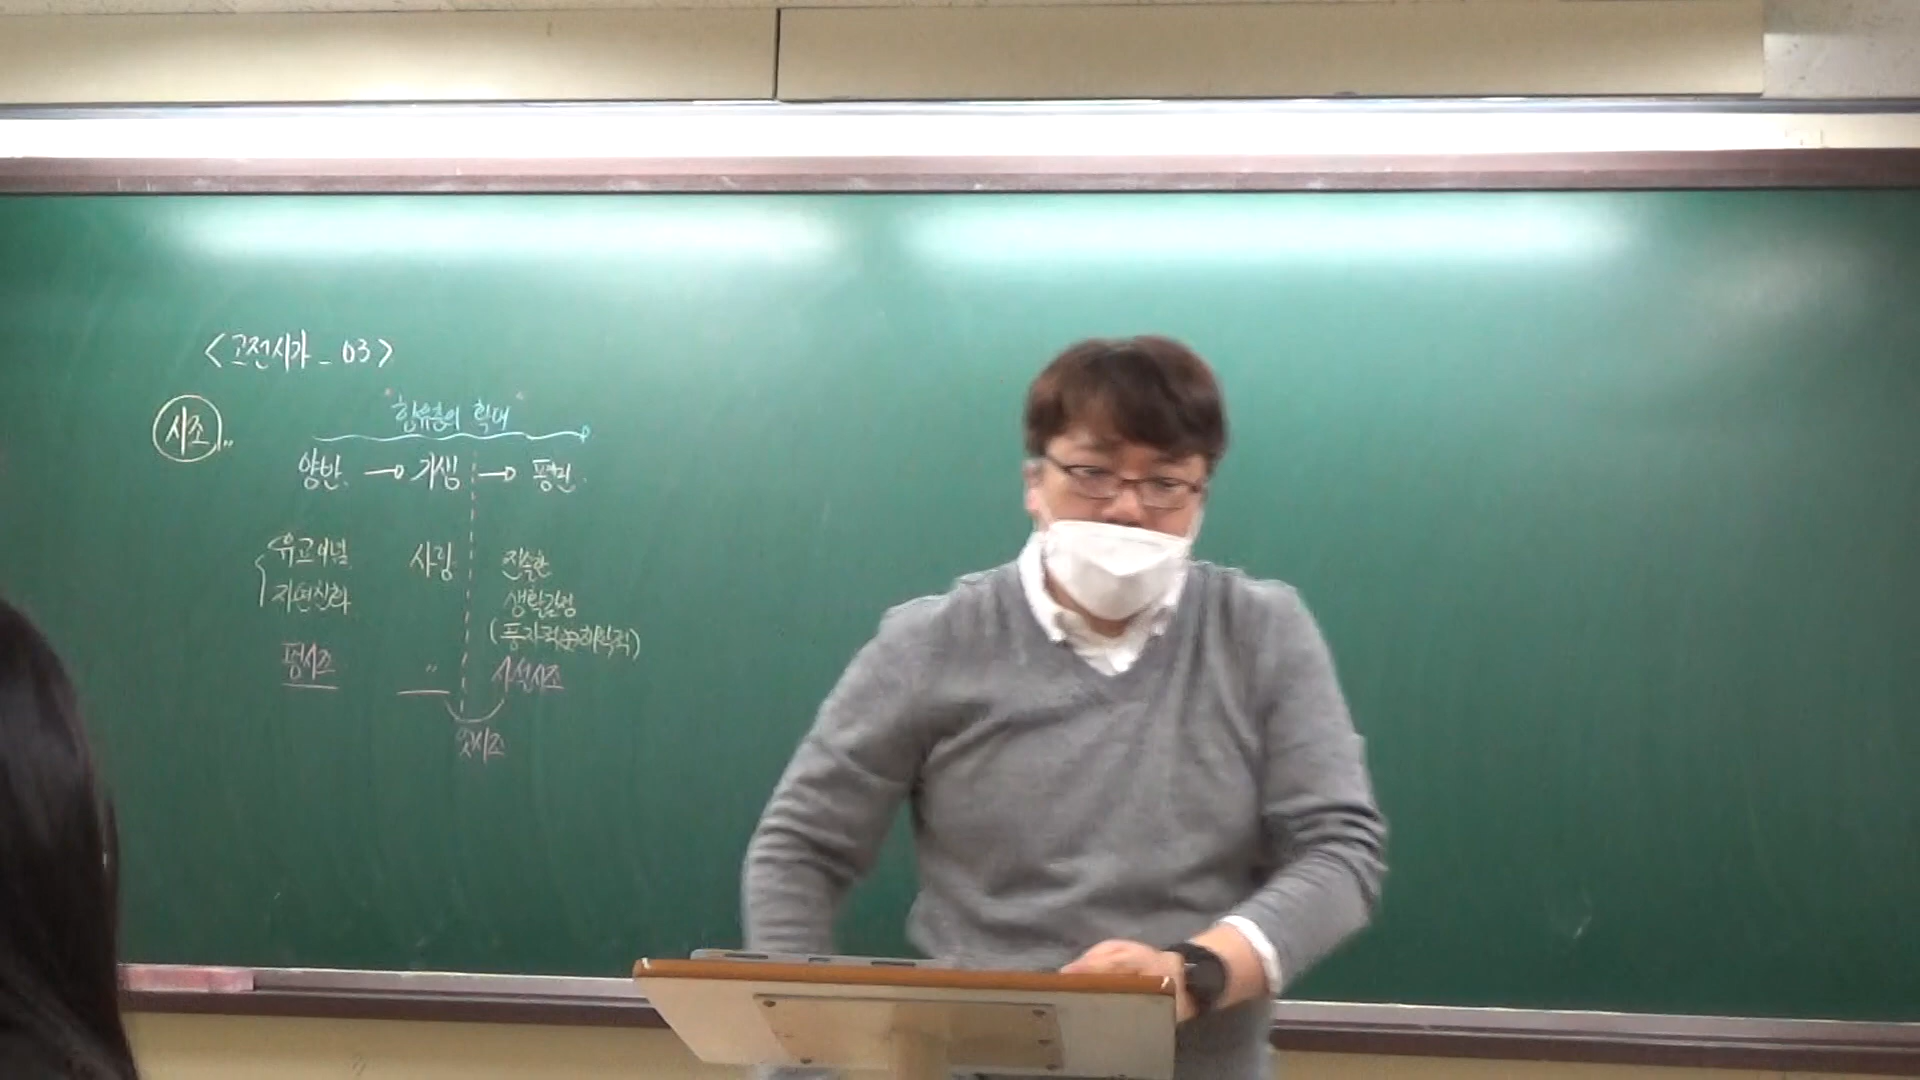 <고전시가_03>
시조..
"향유층의 확대"
양반. → 기생 → 평민.
유교이념 사랑 진솔한
자연친화 생활감정
(풍자적, 해학적)
평시조 〃 사설시조
엇시조